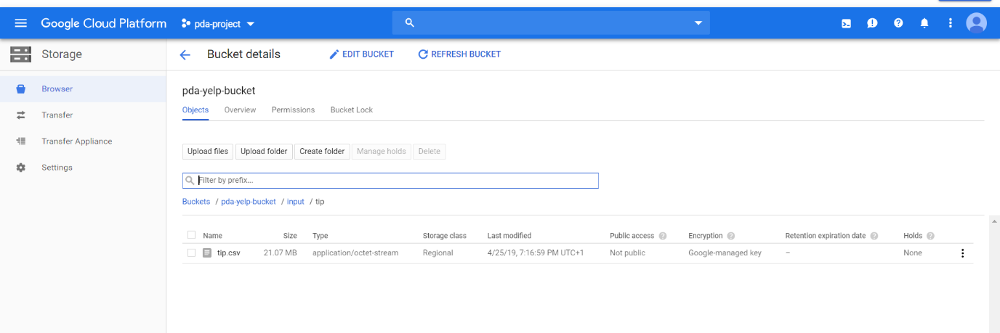 Google Cloud Platform pda-project
Storage Bucket details EDIT BUCKET REFRESH BUCKET
Browser
Transfer
Transfer Appliance
Settings
pda-yelp-bucket
Objects Overview Permissions Bucket Lock
Upload files Upload folder Create folder Manage holds Delete
Filter by prefix...
Buckets / pda-yelp-bucket / input / tip
Name Size Type Storage class Last modified Public access ? Encryption ? Retention expiration date ? Holds ?
tip.csv 21.07 MB application/octet-stream Regional 4/25/19, 7:16:59 PM UTC+1 Not public Google-managed key – None